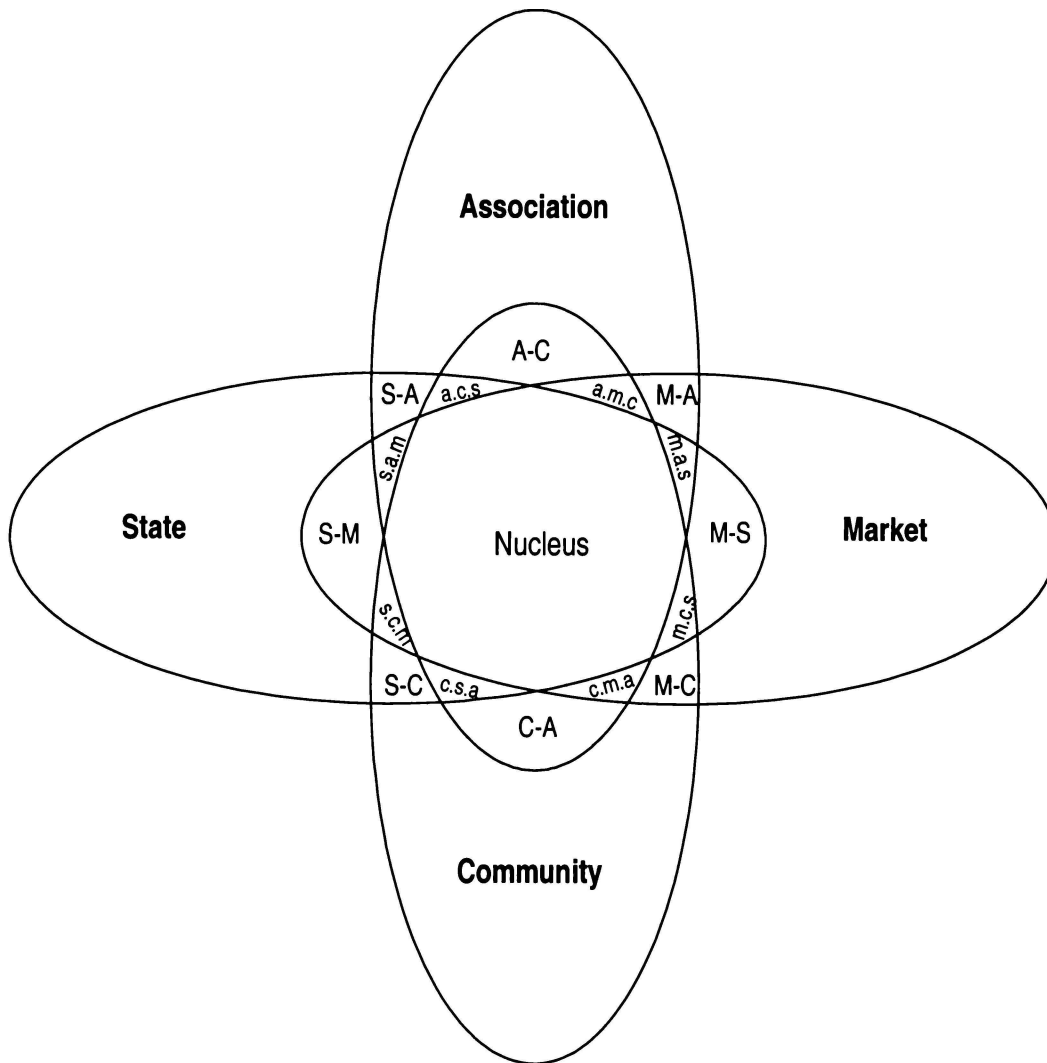 Association
A-C
S-A
a.c.s
a.m.c
M-A
s.a.m
m.a.s
State
S-M
Nucleus
M-S
Market
s.c.m
m.c.s
S-C
c.s.a
c.m.a
M-C
C-A
Community